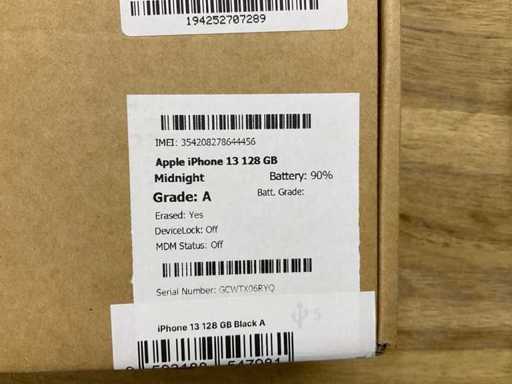 194252707289
IMEI: 354208278644456
Apple iPhone 13 128 GB
Midnight Battery: 90%
Grade: A Batt. Grade:
Erased: Yes
DeviceLock: Off
MDM Status: Off
Serial Number: GCWTX06RYQ
5
iPhone 13 128 GB Black A